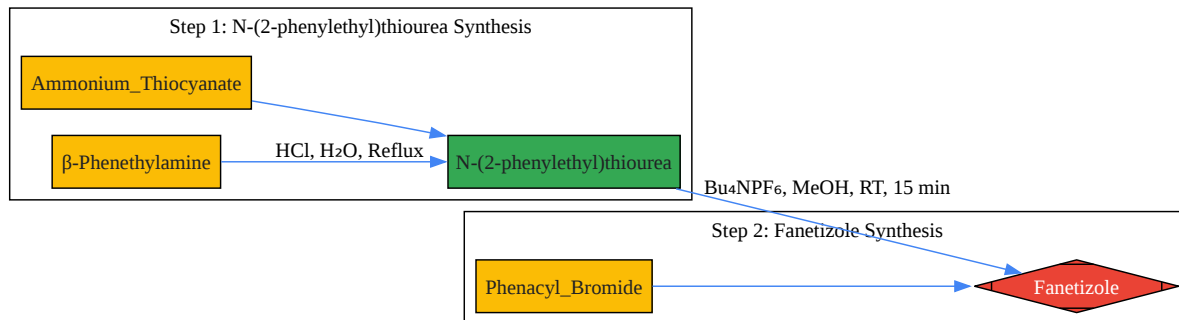 Step 1: N-(2-phenylethyl)thiourea Synthesis
Ammonium_Thiocyanate
β-Phenethylamine
HCl, H₂O, Reflux
N-(2-phenylethyl)thiourea
Bu₄NPF₆, MeOH, RT, 15 min
Step 2: Fanetizole Synthesis
Phenacyl_Bromide
Fanetizole